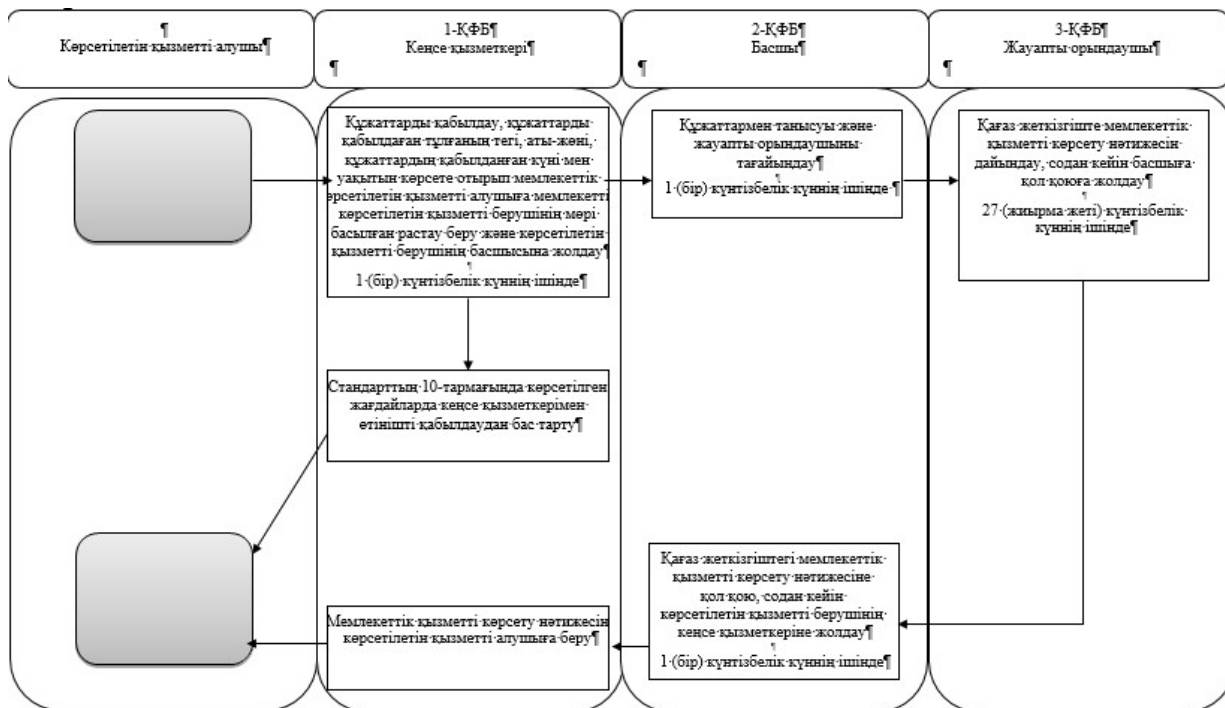 ¶
Көрсетілетін·қызметті·алушы¶
1-ҚФБ¶
Кеңсе·қызметкері¶
¶
2-ҚФБ¶
Басшы¶
¶
3-ҚФБ¶
Жауапты·орындаушы¶
¶
Құжаттарды·қабылдау,·құжаттарды·
қабылдаған·тұлғаның·тегі,·аты-жөні,·
құжаттардың·қабылданған·күні·мен·
уақытын·көрсете·отырып·мемлекеттік·
өрсетілетін·қызметті·алушыға·мемлекетті
көрсетілетін·қызметті·берушінің·мөрі·
басылған·растау·беру·және·көрсетілетін·
қызметті·берушінің·басшысына·жолдау¶
¶
1·(бір)·күнтізбелік·күннің·ішінде¶
Құжаттармен·танысуы·және·
жауапты·орындаушыны·
тағайындау¶
¶
1·(бір)·күнтізбелік·күннің·ішінде·¶
Қағаз·жеткізгіште·мемлекеттік·
қызметті·көрсету·нәтижесін·
дайындау,·содан·кейін·басшыға·
қол·қоюға·жолдау¶
¶
27·(жиырма·жеті)·күнтізбелік·
күннің·ішінде¶
Стандарттың·10-тармағында·көрсетілген
жағдайларда·кеңсе·қызметкерімен·
өтінішті·қабылдаудан·бас·тарту¶
Қағаз·жеткізгіштегі·мемлекеттік·
қызметті·көрсету·нәтижесіне·
қол·қою,·содан·кейін·
көрсетілетін·қызметті·берушінің·
кеңсе·қызметкеріне·жолдау¶
¶
1·(бір)·күнтізбелік·күннің·ішінде¶
Мемлекеттік·қызметті·көрсету·нәтижесін
көрсетілетін·қызметті·алушыға·беру¶